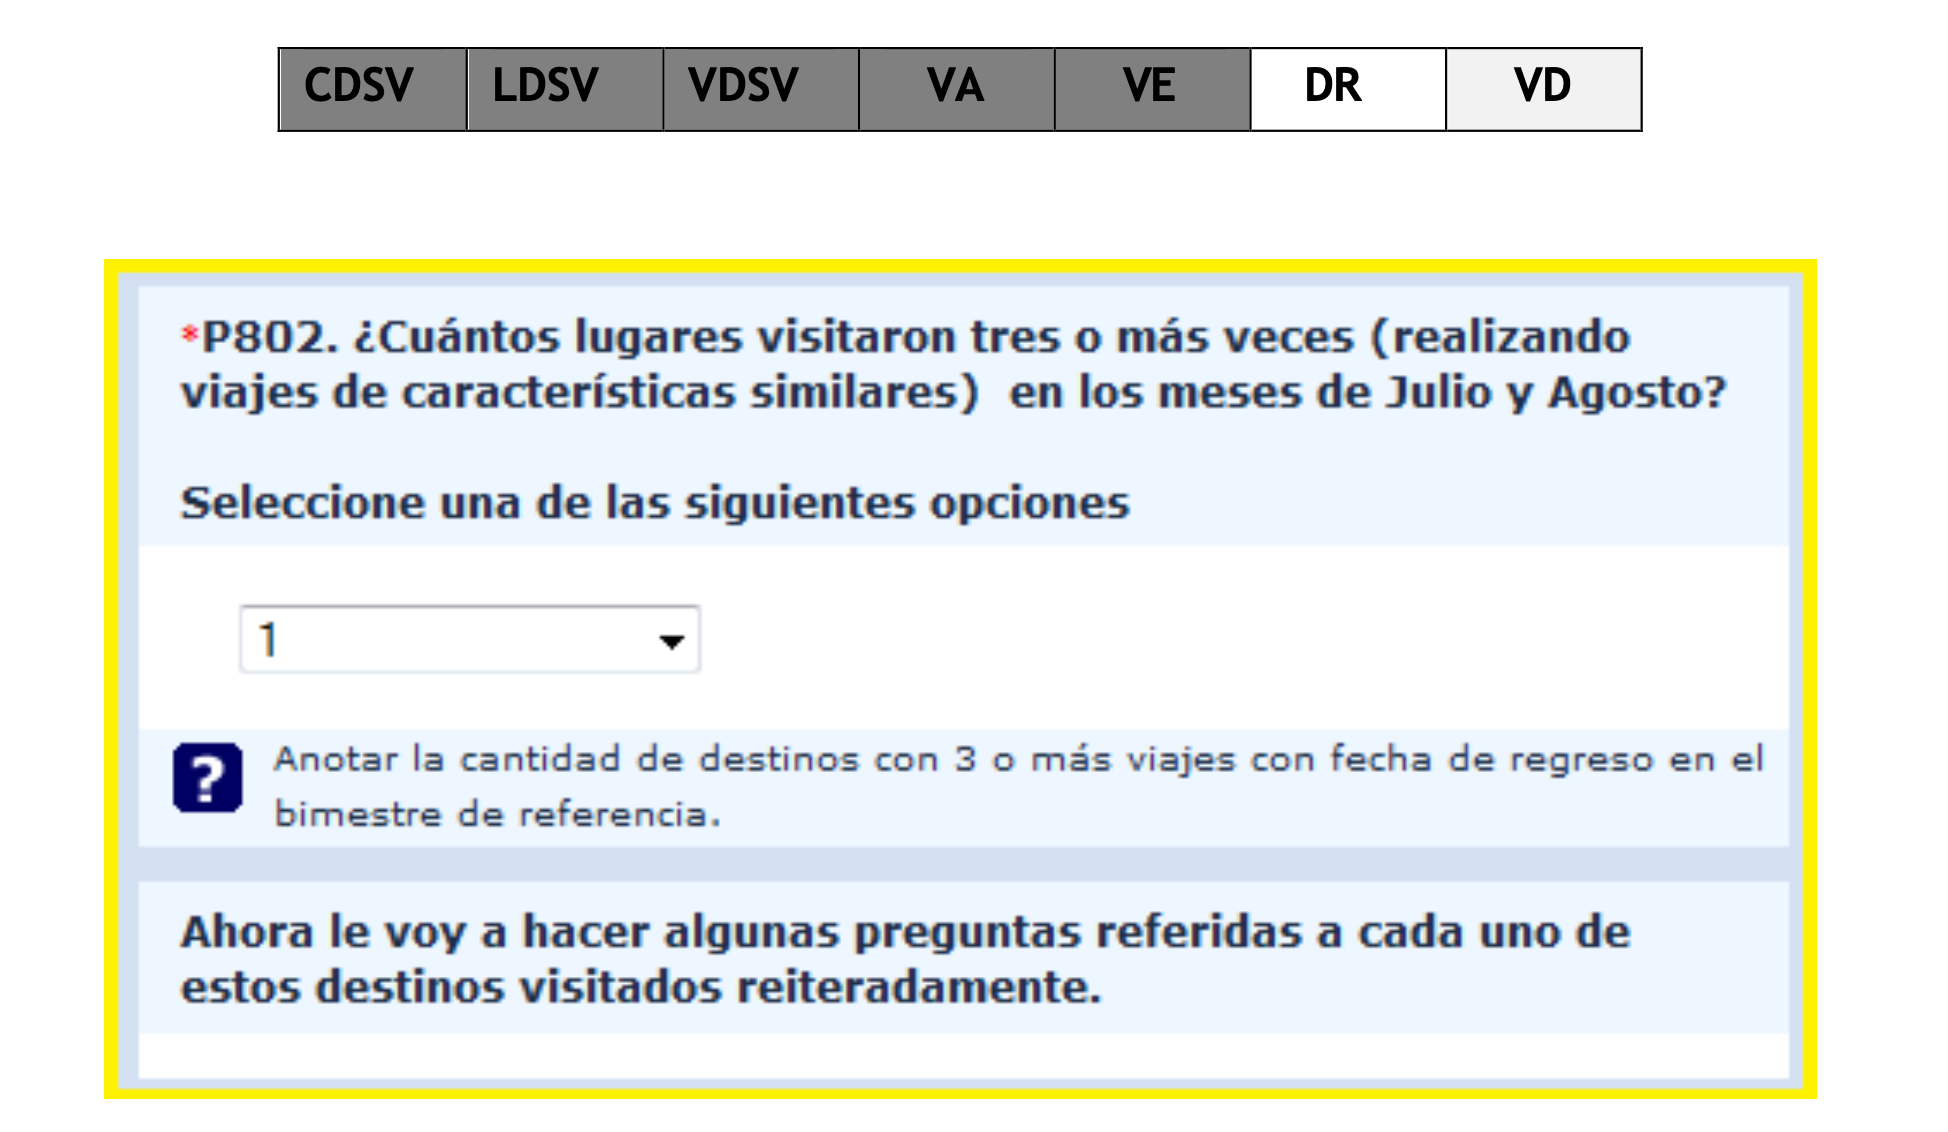 CDSV LDSV VDSV VA VE DR VD
*P802. ¿Cuántos lugares visitaron tres o más veces (realizando
viajes de características similares) en los meses de Julio y Agosto?
Seleccione una de las siguientes opciones
1
? Anotar la cantidad de destinos con 3 o más viajes con fecha de regreso en el
bimestre de referencia.
Ahora le voy a hacer algunas preguntas referidas a cada uno de
estos destinos visitados reiteradamente.